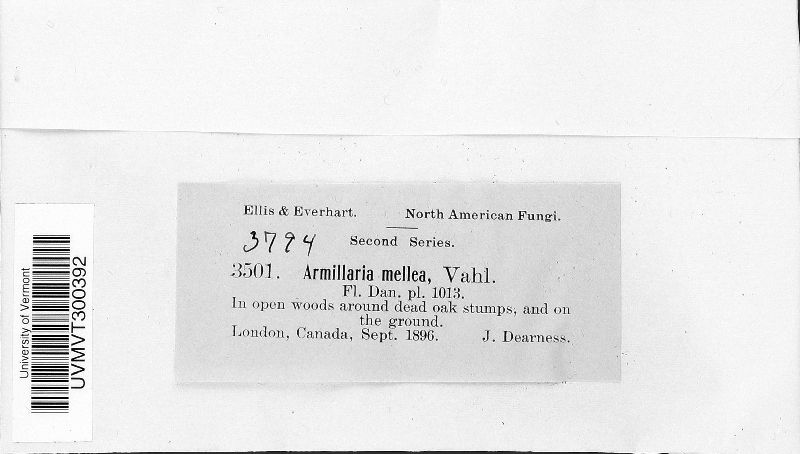 Ellis & Everhart. North American Fungi.
3794 Second Series.
3501. Armillaria mellea, Vahl.
Fl. Dan. pl. 1013.
In open woods around dead oak stumps, and on
the ground.
London, Canada, Sept. 1896. J. Dearness.
University of Vermont
UVMVT300392